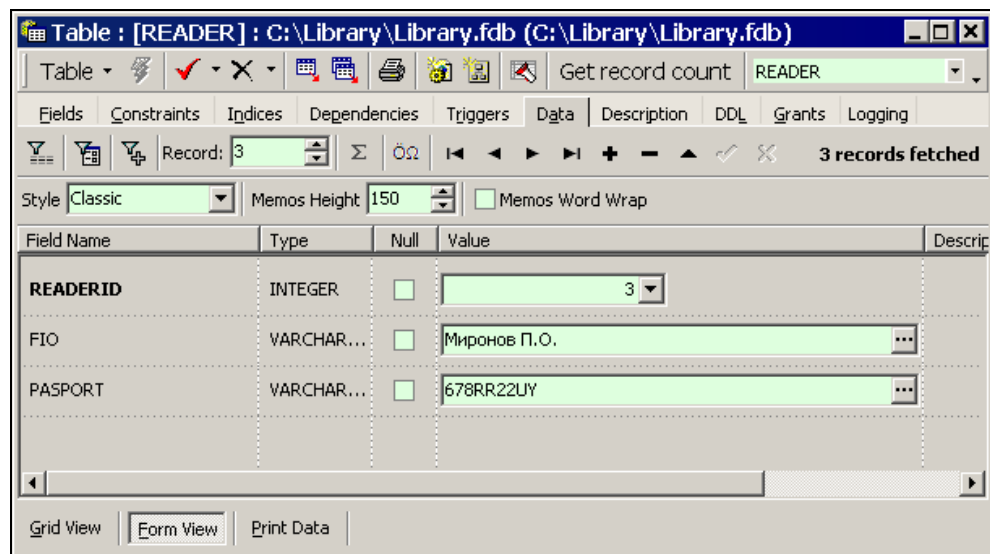 Table : [READER] : C:\Library\Library.fdb (C:\Library\Library.fdb)
Table Get record count READER
Fields Constraints Indices Dependencies Triggers Data Description DDL Grants Logging
Record: 3 Σ ÖΩ 3 records fetched
Style Classic Memos Height 150 Memos Word Wrap
Field Name Type Null Value Descrip
READERID INTEGER 3
FIO VARCHAR... Миронов П.О. ...
PASPORT VARCHAR... 678RR22UY ...
Grid View Form View Print Data